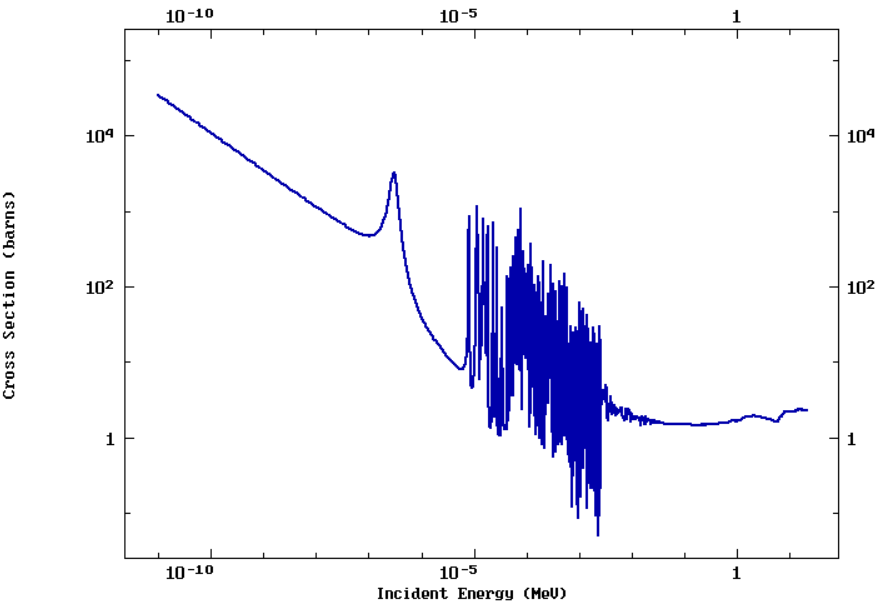 10⁻¹⁰ 10⁻⁵ 1
10⁴ 10⁴
Cross Section (barns)
10² 10²
1 1
10⁻¹⁰ 10⁻⁵ 1
Incident Energy (MeV)